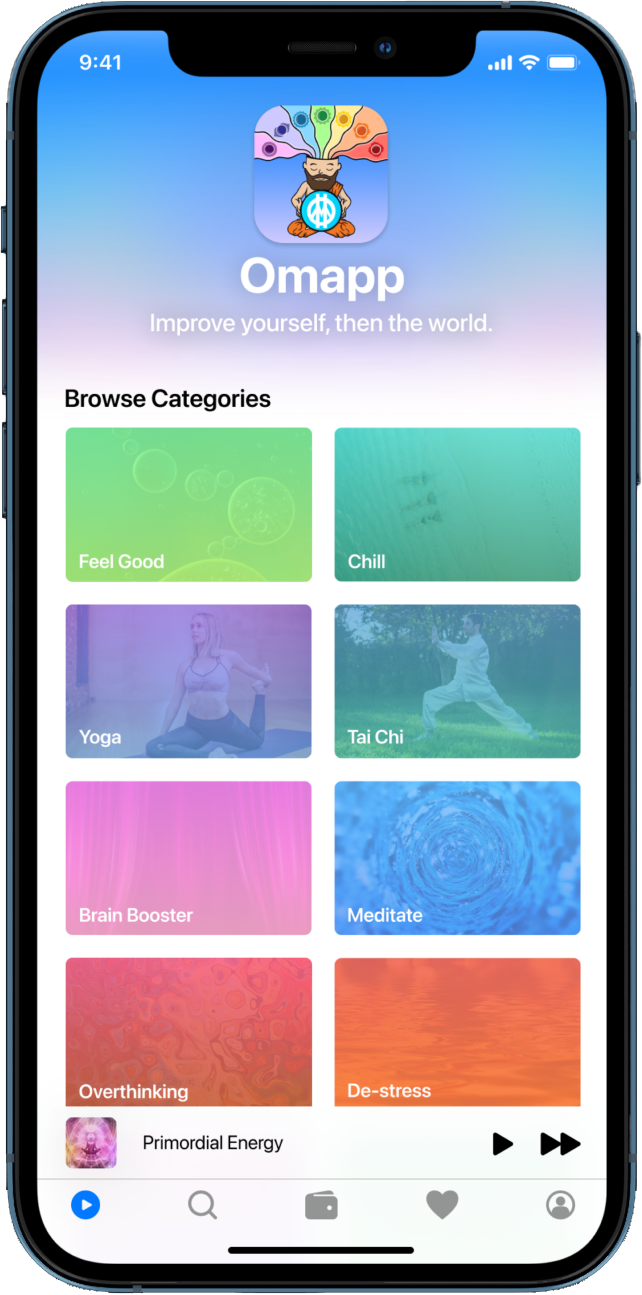 9:41
Omapp
Improve yourself, then the world.
Browse Categories
Feel Good
Chill
Yoga
Tai Chi
Brain Booster
Meditate
Overthinking
De-stress
Primordial Energy